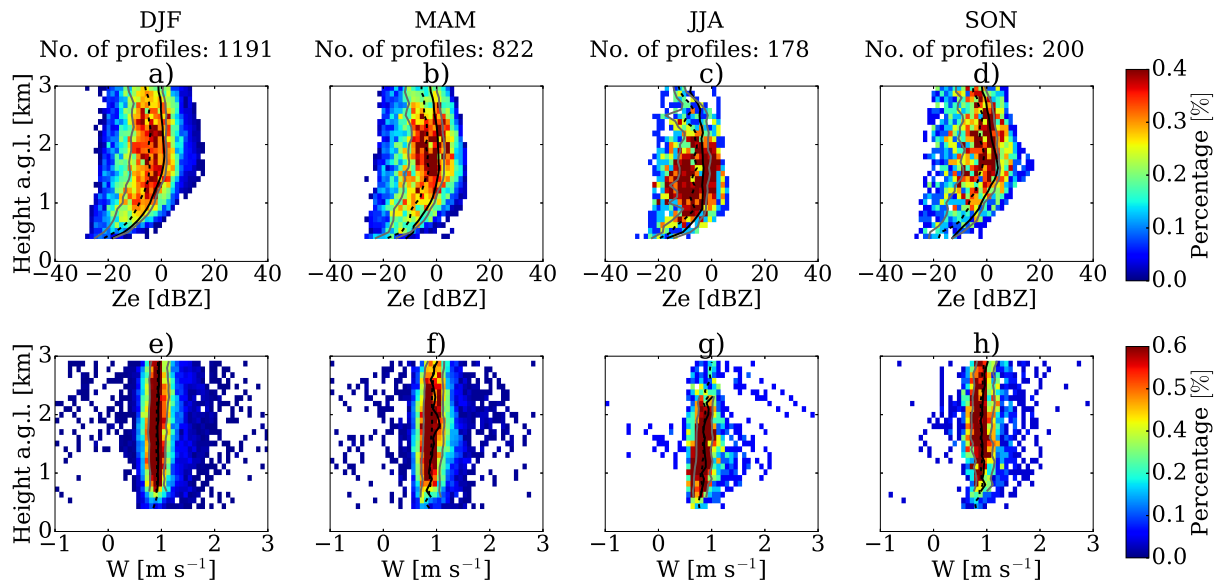 DJF MAM JJA SON
No. of profiles: 1191 No. of profiles: 822 No. of profiles: 178 No. of profiles: 200
a) b) c) d)
Height a.g.l. [km]
3
2
1
0
−40 −20 0 20 40 −40 −20 0 20 40 −40 −20 0 20 40 −40 −20 0 20 40
Ze [dBZ] Ze [dBZ] Ze [dBZ] Ze [dBZ]
0.4
0.3
0.2
0.1
0.0
Percentage [%]
e) f) g) h)
Height a.g.l. [km]
3
2
1
0
−1 0 1 2 3 −1 0 1 2 3 −1 0 1 2 3 −1 0 1 2 3
W [m s⁻¹] W [m s⁻¹] W [m s⁻¹] W [m s⁻¹]
0.6
0.5
0.4
0.2
0.1
0.0
Percentage [%]